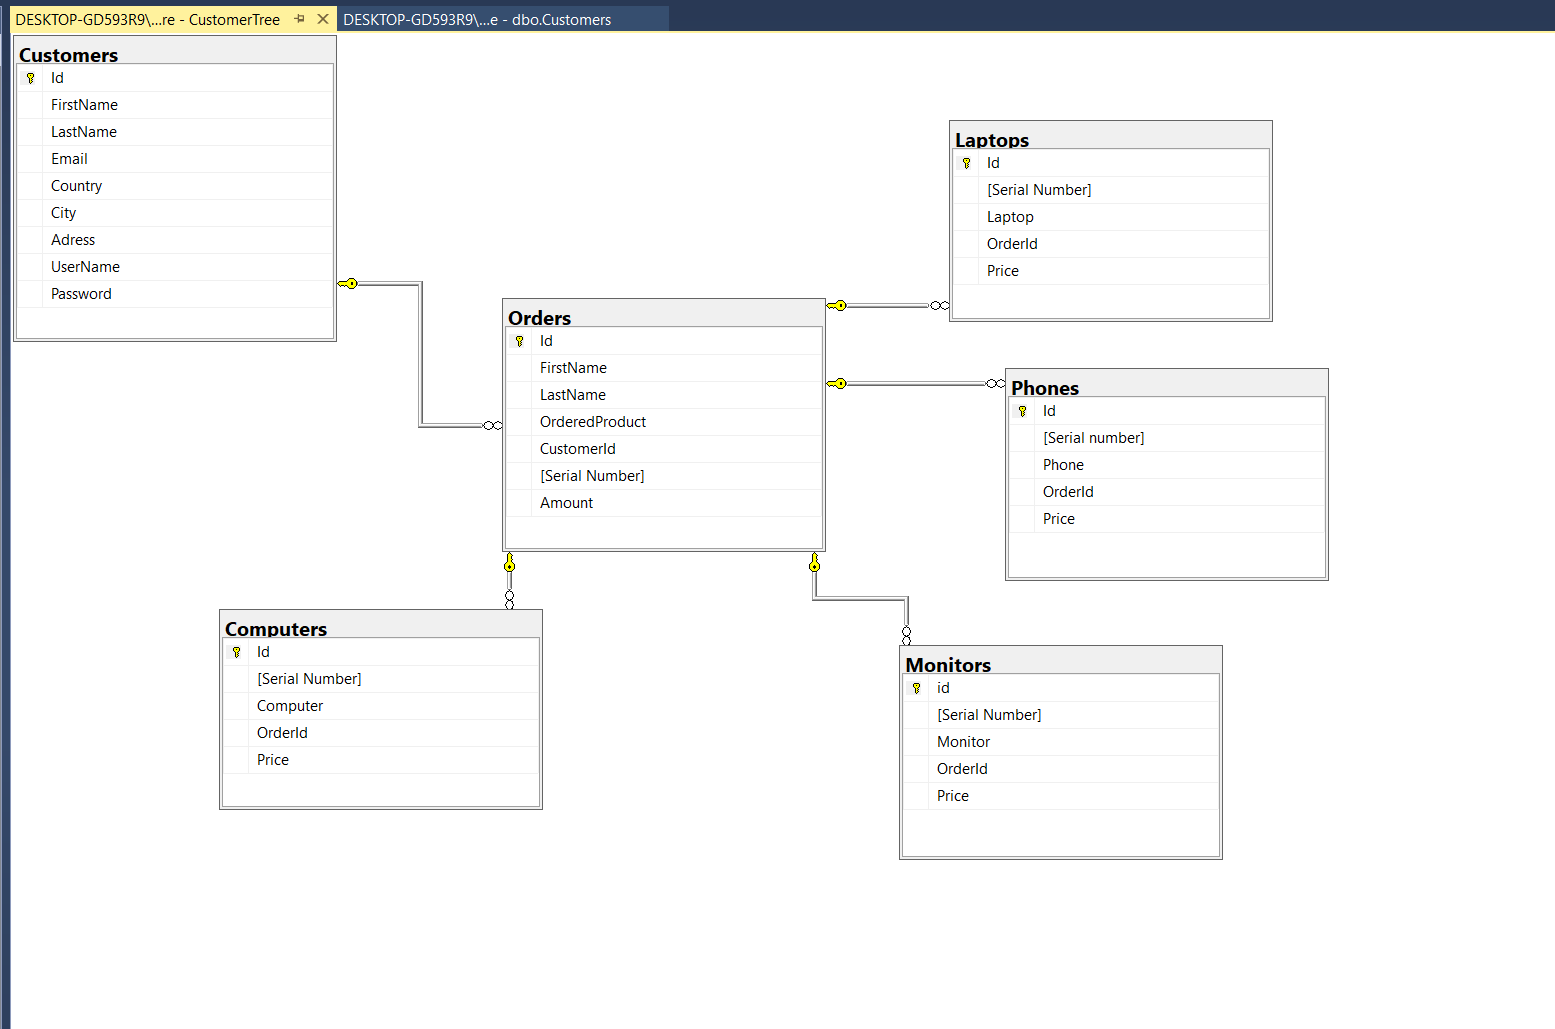 DESKTOP-GD593R9\...re - CustomerTree
DESKTOP-GD593R9\...e - dbo.Customers
Customers
Id
FirstName
LastName
Email
Country
City
Adress
UserName
Password
Orders
Id
FirstName
LastName
OrderedProduct
CustomerId
[Serial Number]
Amount
Laptops
Id
[Serial Number]
Laptop
OrderId
Price
Phones
Id
[Serial number]
Phone
OrderId
Price
Computers
Id
[Serial Number]
Computer
OrderId
Price
Monitors
id
[Serial Number]
Monitor
OrderId
Price